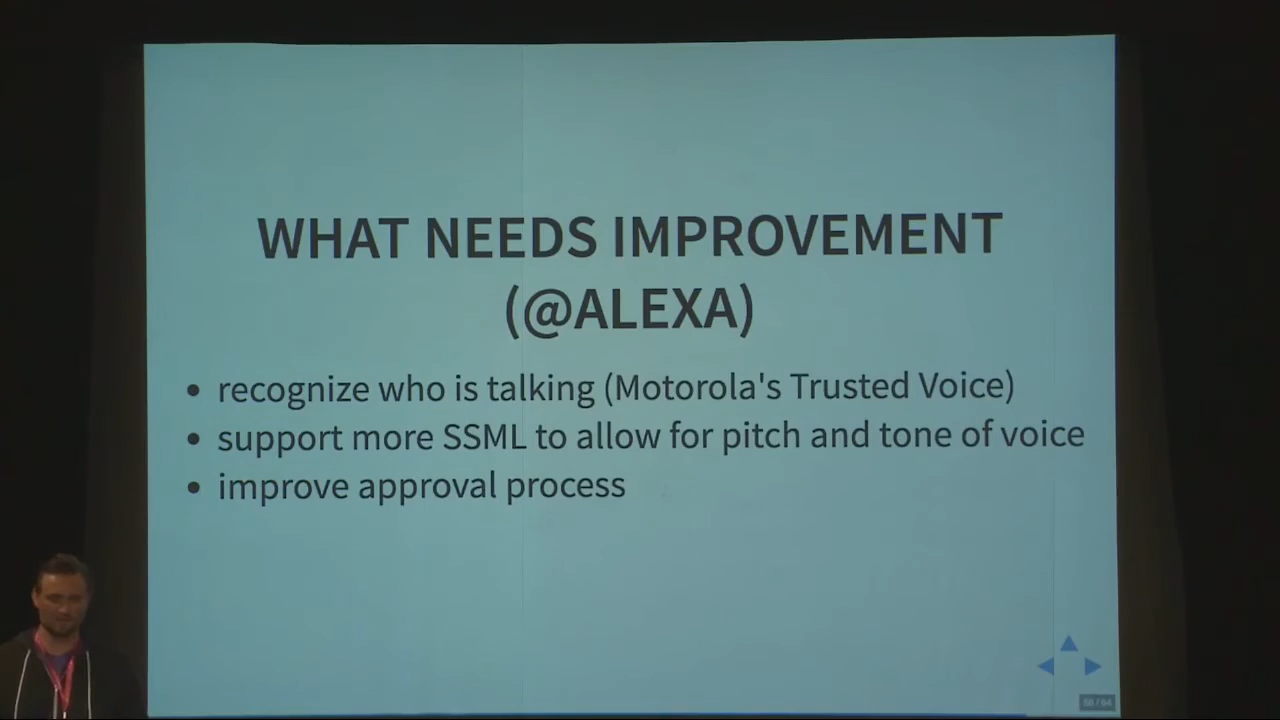 WHAT NEEDS IMPROVEMENT
(@ALEXA)
• recognize who is talking (Motorola's Trusted Voice)
• support more SSML to allow for pitch and tone of voice
• improve approval process